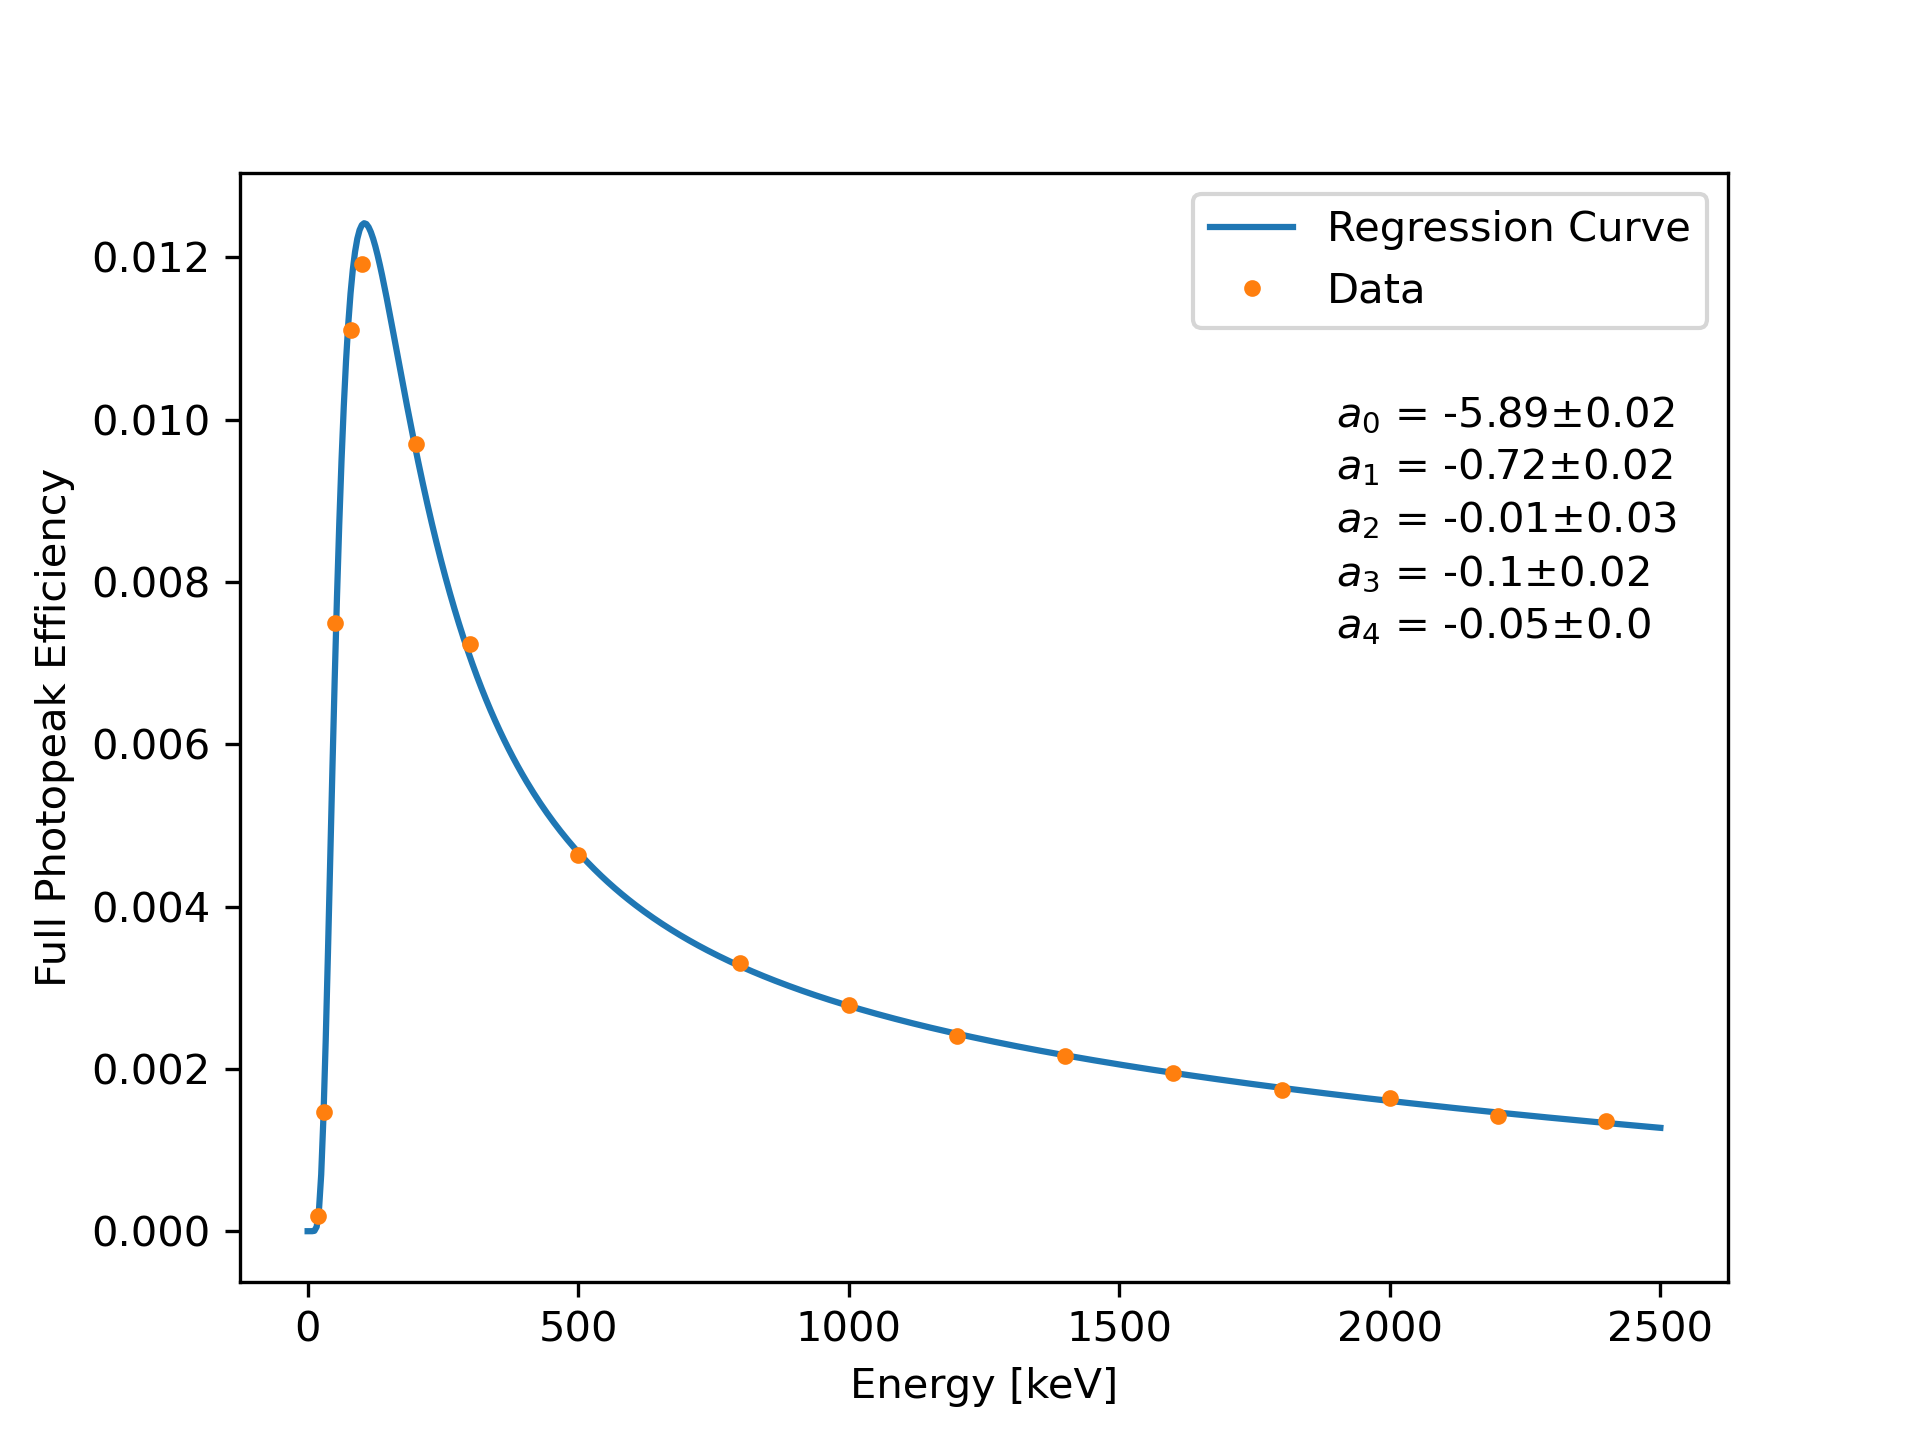 Regression Curve
Data
a₀ = -5.89±0.02
a₁ = -0.72±0.02
a₂ = -0.01±0.03
a₃ = -0.1±0.02
a₄ = -0.05±0.0
Full Photopeak Efficiency
0.012
0.010
0.008
0.006
0.004
0.002
0.000
0 500 1000 1500 2000 2500
Energy [keV]